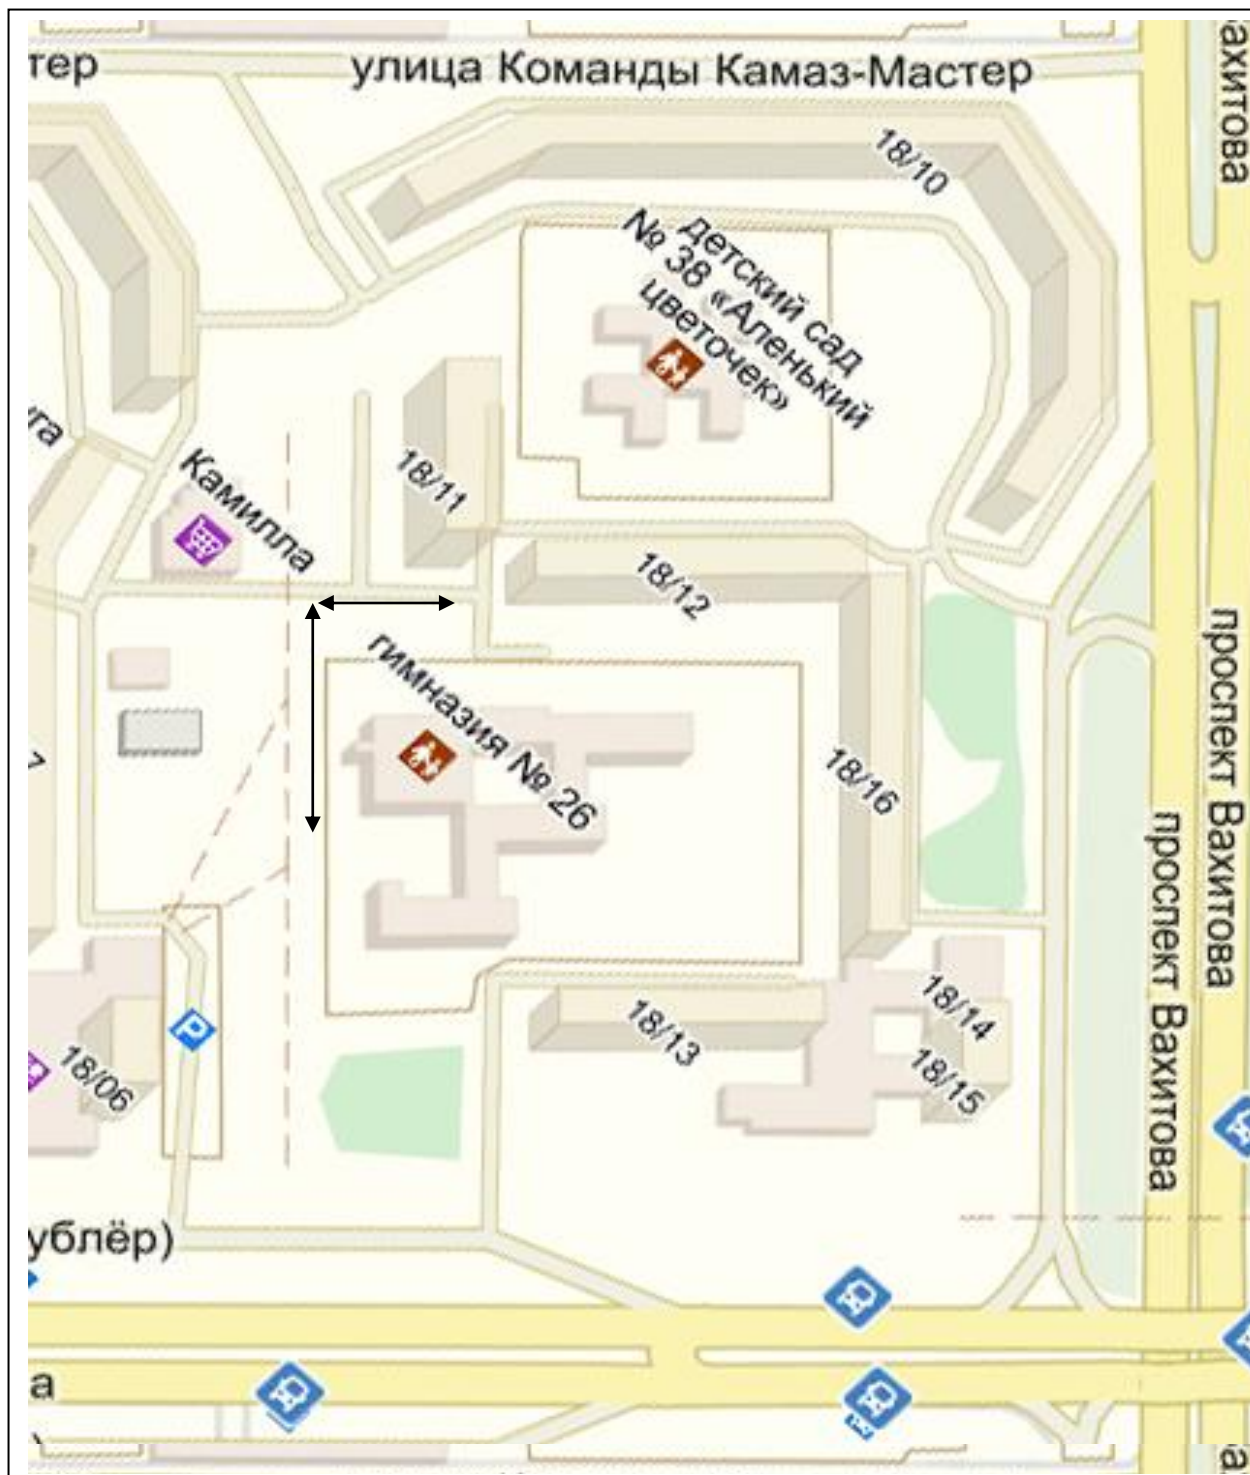 тер
улица Команды Камаз-Мастер
ахитова
18/10
детский сад
№ 38 «Аленький
цветочек»
га
Камилла
18/11
18/12
гимназия № 26
18/16
проспект Вахитова
проспект Вахитова
7
18/14
18/13
18/15
P
18/06
ублёр)
а